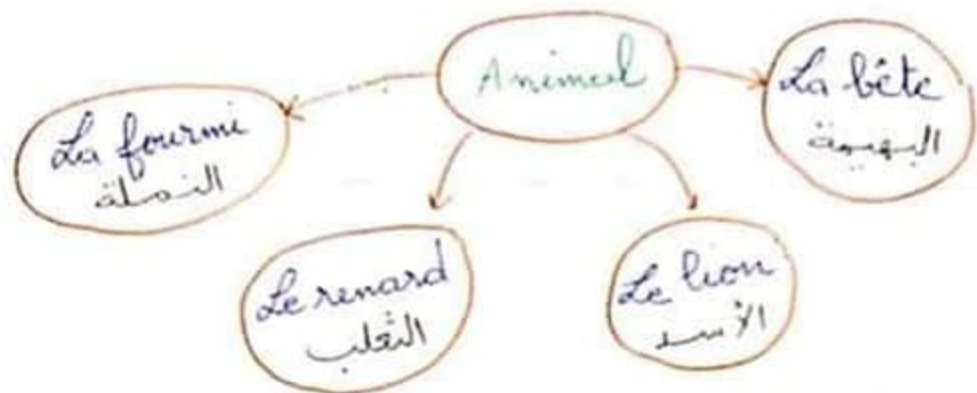 Animal
La fourmi
النملة
Le renard
الثعلب
Le lion
الأسد
La bête
البهيمة